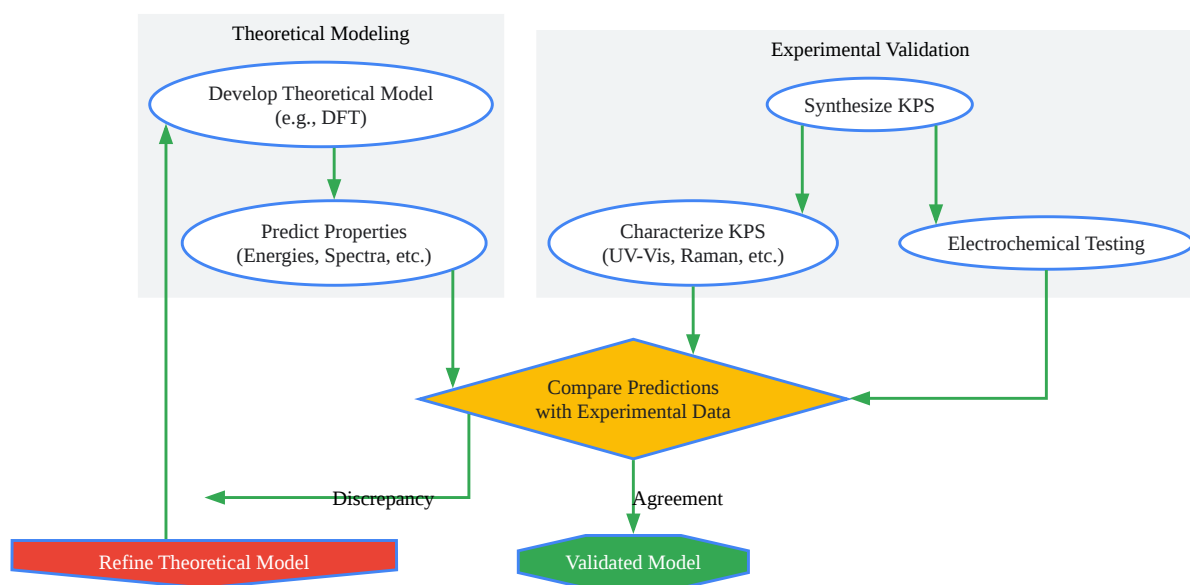 Theoretical Modeling
Develop Theoretical Model
(e.g., DFT)
Predict Properties
(Energies, Spectra, etc.)
Experimental Validation
Synthesize KPS
Characterize KPS
(UV-Vis, Raman, etc.)
Electrochemical Testing
Compare Predictions
with Experimental Data
Discrepancy
Agreement
Refine Theoretical Model
Validated Model